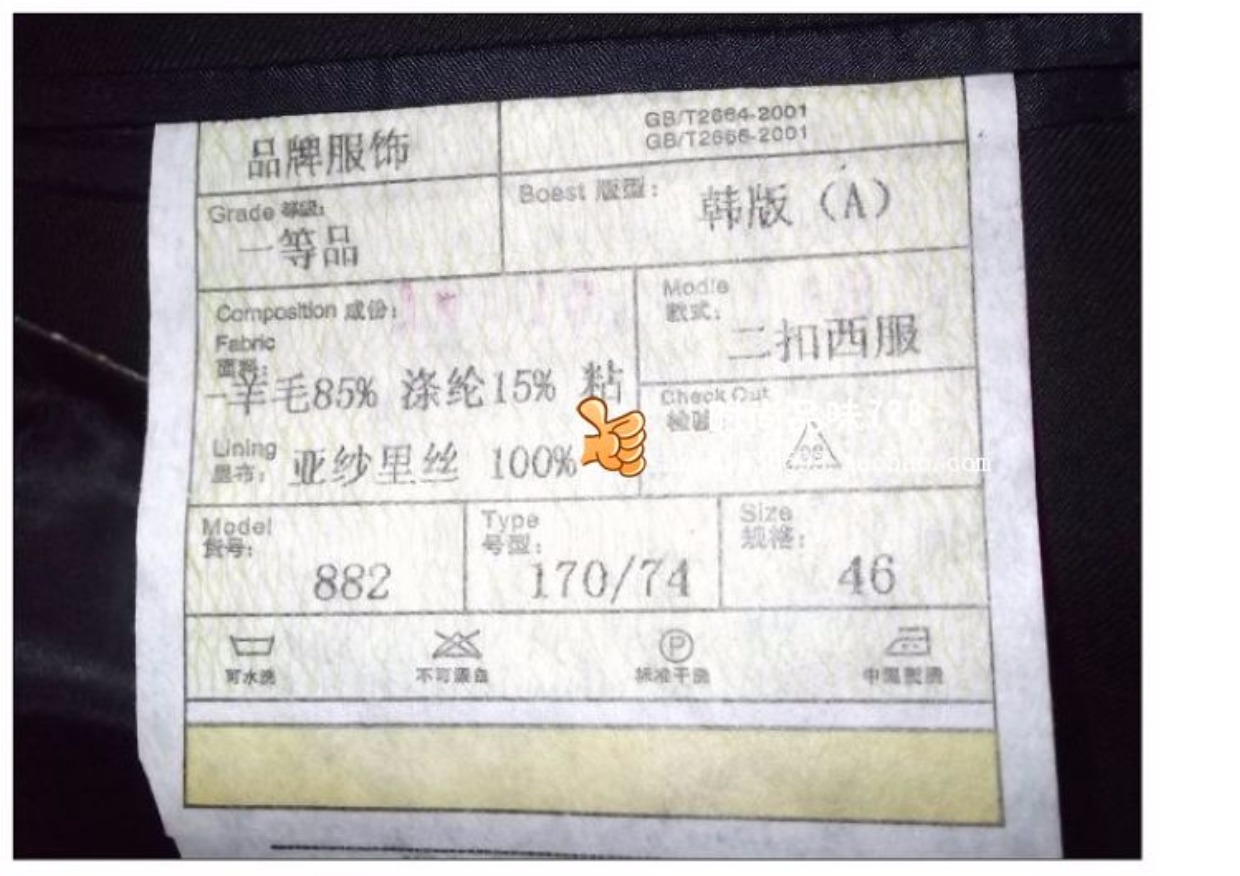 品牌服饰
GB/T2664-2001
GB/T2666-2001
Grade 等级:
一等品
Boest 版型:
韩版（A）
Composition 成份:
Fabric
面料:
羊毛85% 涤纶15% 粘
Lining
里布:
亚纱里丝 100%
Modle
款式:
二扣西服
Check Out
检验
Model
货号:
882
Type
号型:
170/74
Size
规格:
46
可水洗
不可漂白
P
标准干洗
中温熨烫